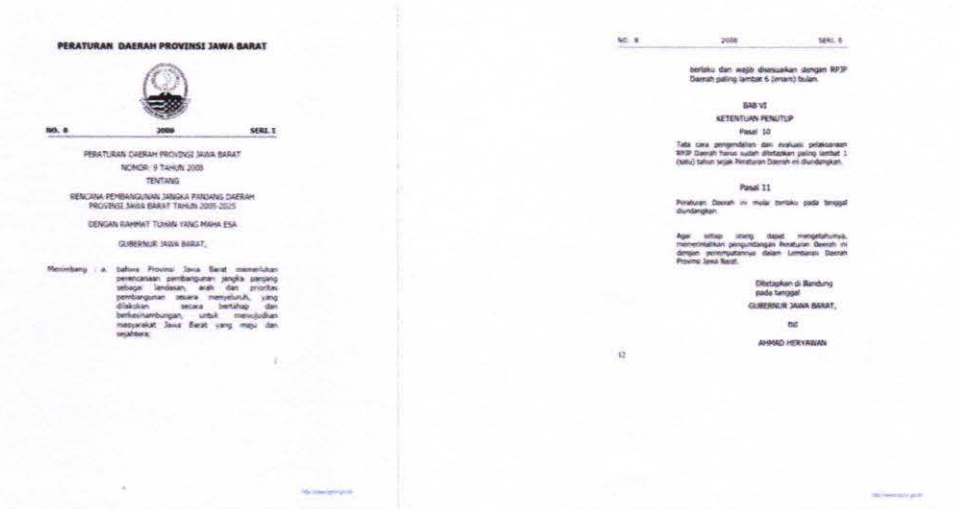 PERATURAN DAERAH PROVINSI JAWA BARAT
NO. 8 2008 SERI. E
PERATURAN DAERAH PROVINSI JAWA BARAT
NOMOR: 9 TAHUN 2008
TENTANG
RENCANA PEMBANGUNAN JANGKA PANJANG DAERAH
PROVINSI JAWA BARAT TAHUN 2005-2025
DENGAN RAHMAT TUHAN YANG MAHA ESA
GUBERNUR JAWA BARAT,
Menimbang : a. bahwa Provinsi Jawa Barat memerlukan
perencanaan pembangunan jangka panjang
sebagai landasan, arah dan prioritas
pembangunan secara menyeluruh, yang
dilakukan secara bertahap dan
berkesinambungan, untuk mewujudkan
masyarakat Jawa Barat yang maju dan
sejahtera;
NO. 8 2008 SERI. E
berlaku dan wajib disesuaikan dengan RPJP
Daerah paling lambat 6 (enam) bulan.
BAB VI
KETENTUAN PENUTUP
Pasal 10
Tata cara pengendalian dan evaluasi pelaksanaan
RPJP Daerah harus sudah ditetapkan paling lambat 1
(satu) tahun sejak Peraturan Daerah ini diundangkan.
Pasal 11
Peraturan Daerah ini mulai berlaku pada tanggal
diundangkan.
Agar setiap orang dapat mengetahuinya,
memerintahkan pengundangan Peraturan Daerah ini
dengan penempatannya dalam Lembaran Daerah
Provinsi Jawa Barat.
Ditetapkan di Bandung
pada tanggal
GUBERNUR JAWA BARAT,
ttd
AHMAD HERYAWAN
12